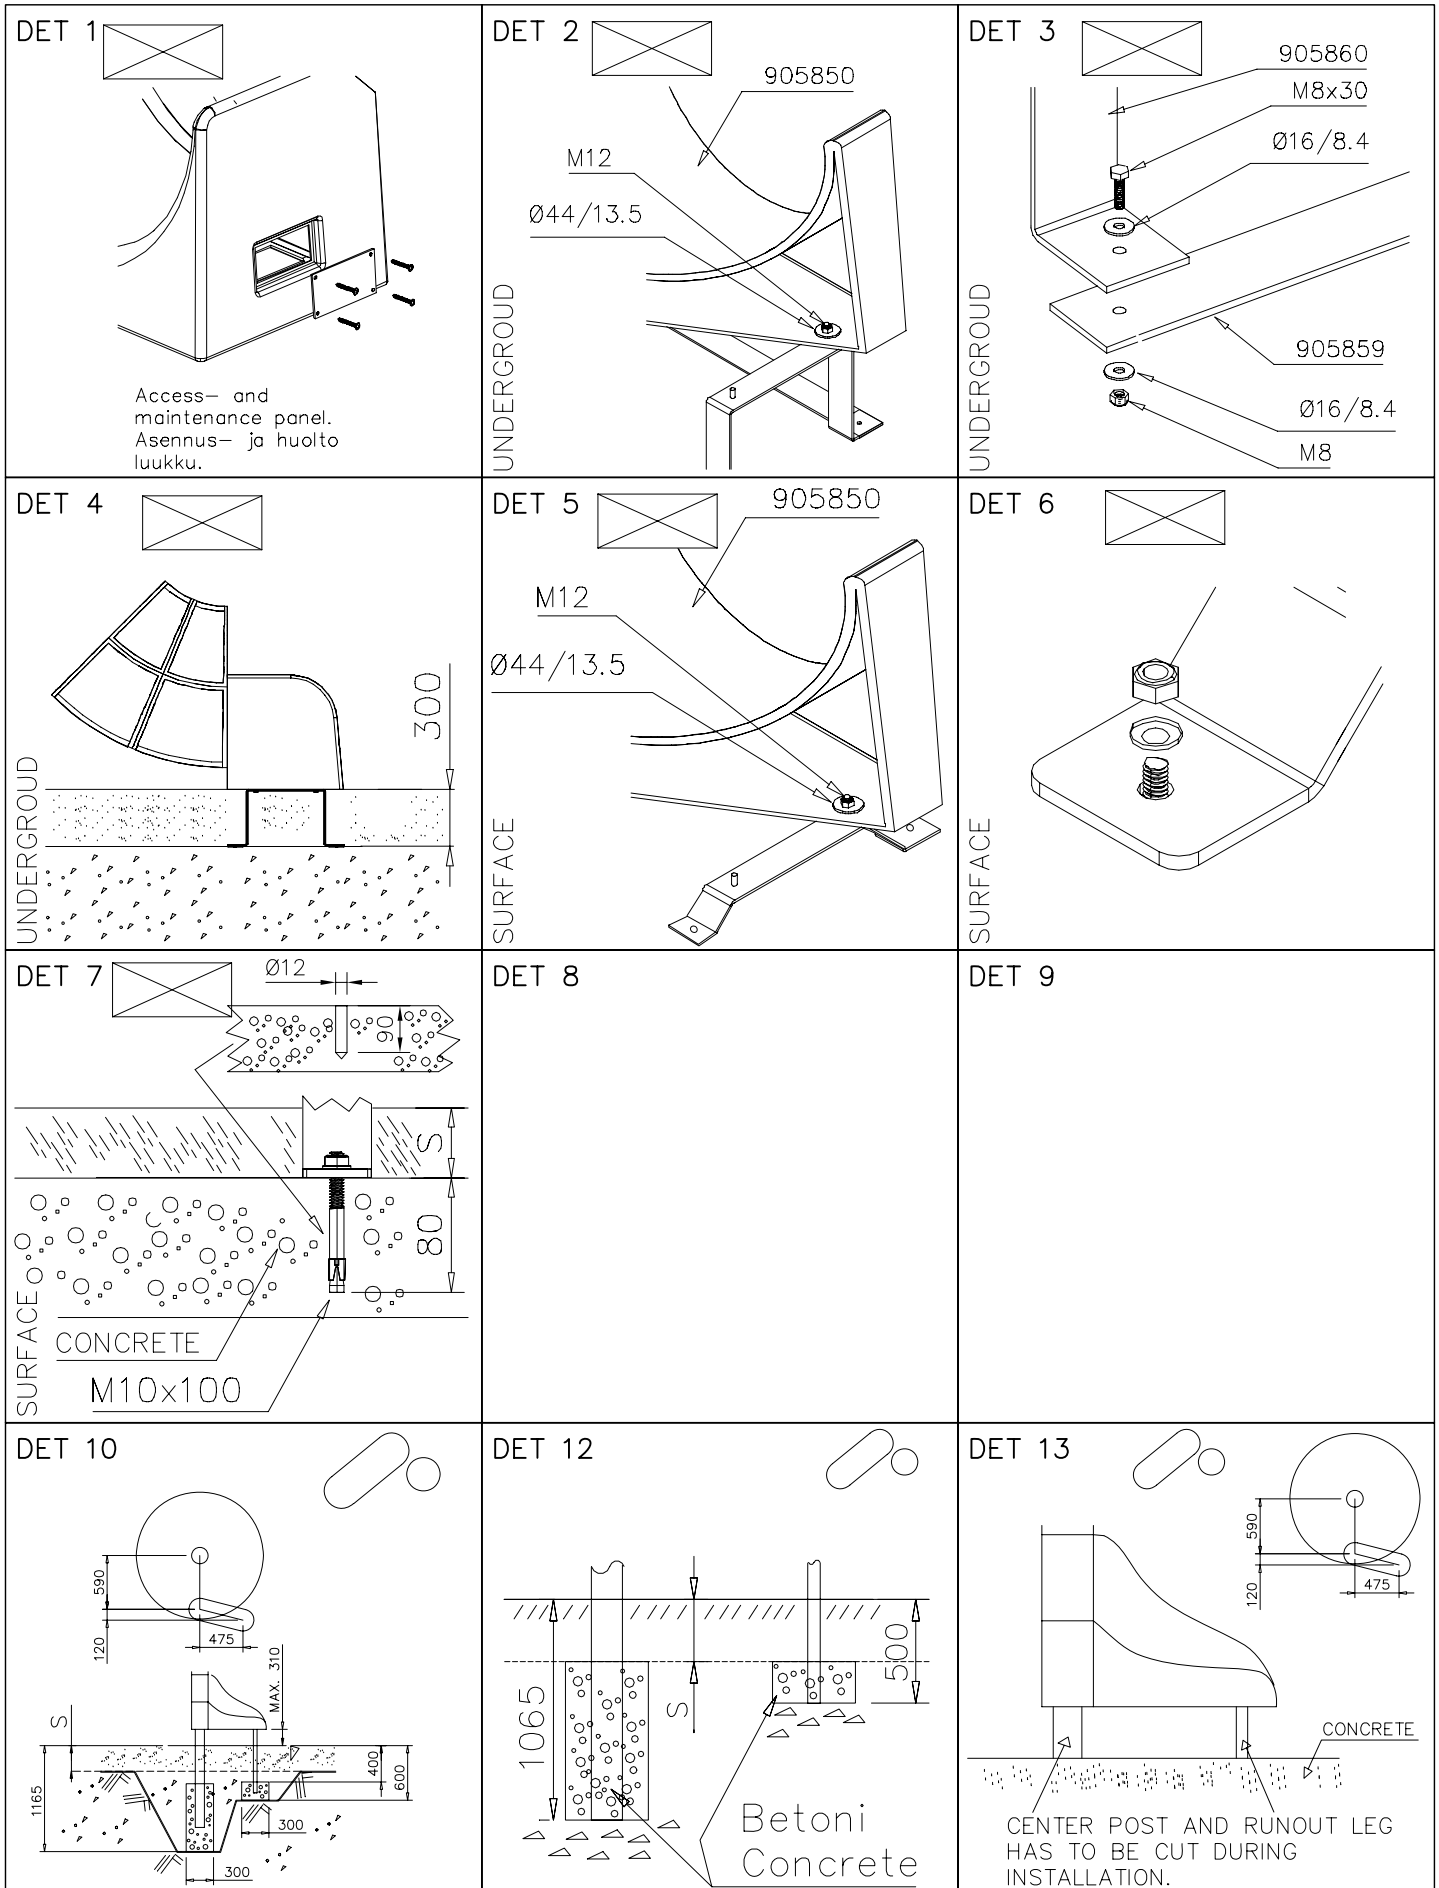 DET 1
Access– and
maintenance panel.
Asennus– ja huolto
luukku.
DET 2
905850
M12
Ø44/13.5
UNDERGROUD
DET 3
905860
M8x30
Ø16/8.4
905859
Ø16/8.4
M8
UNDERGROUD
DET 4
300
UNDERGROUD
DET 5
905850
M12
Ø44/13.5
SURFACE
DET 6
SURFACE
DET 7
Ø12
90
S
80
CONCRETE
M10x100
SURFACE
DET 8
DET 9
DET 10
590
120
475
MAX. 310
S
400
600
1165
300
300
DET 12
1065
S
500
Betoni
Concrete
DET 13
590
120
475
CONCRETE
CENTER POST AND RUNOUT LEG
HAS TO BE CUT DURING
INSTALLATION.